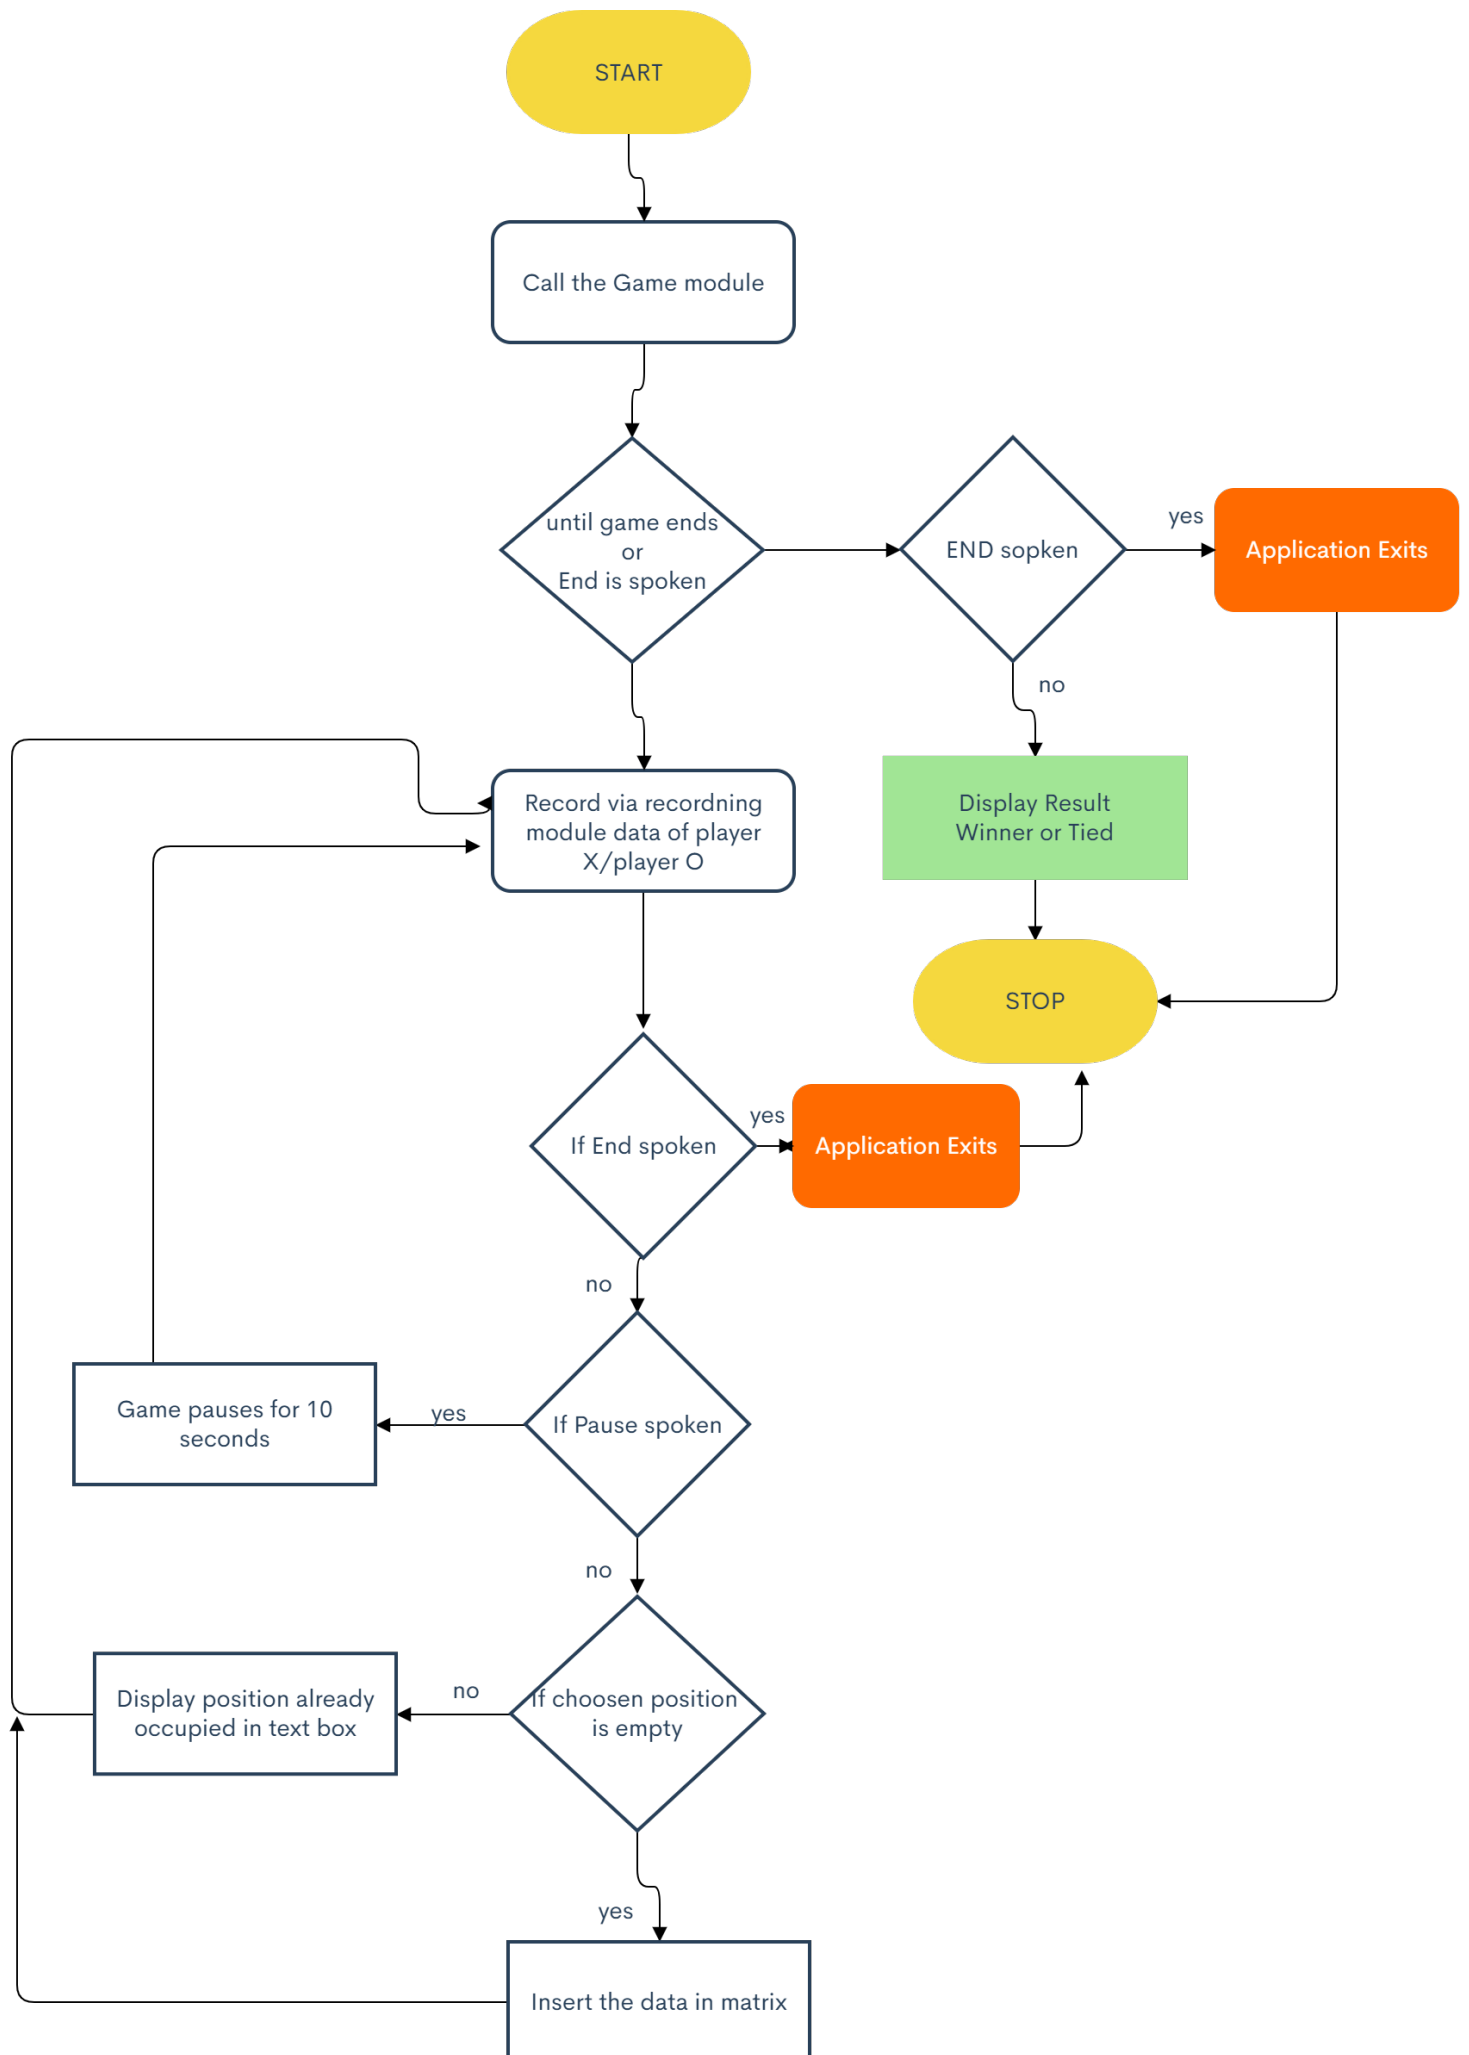 START
Call the Game module
until game ends
or
End is spoken
END sopken
yes
Application Exits
no
Record via recordning
module data of player
X/player O
Display Result
Winner or Tied
STOP
If End spoken
yes
Application Exits
no
If Pause spoken
yes
Game pauses for 10
seconds
no
If choosen position
is empty
no
Display position already
occupied in text box
yes
Insert the data in matrix